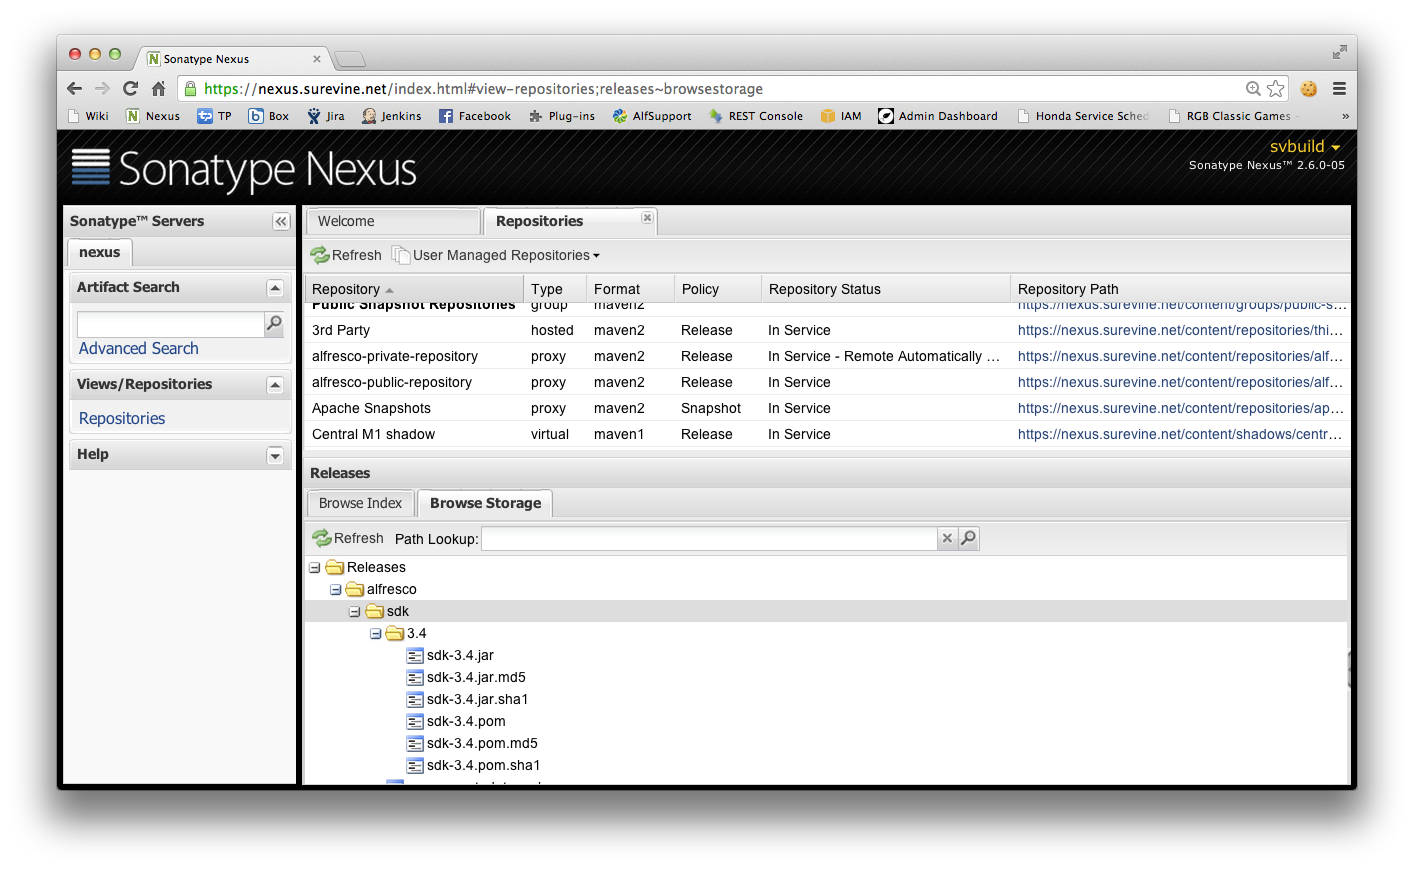 Sonatype Nexus
https://nexus.surevine.net/index.html#view-repositories;releases~browsestorage
Wiki Nexus TP Box Jira Jenkins Facebook Plug-ins AlfSupport REST Console IAM Admin Dashboard Honda Service Sched RGB Classic Games - »
Sonatype Nexus
svbuild
Sonatype Nexus™ 2.6.0-05
Sonatype™ Servers
nexus
Artifact Search
Advanced Search
Views/Repositories
Repositories
Help
Welcome Repositories
Refresh User Managed Repositories
Repository Type Format Policy Repository Status Repository Path
Public Snapshot Repositories group maven2 https://nexus.surevine.net/content/groups/public-s...
3rd Party hosted maven2 Release In Service https://nexus.surevine.net/content/repositories/thi...
alfresco-private-repository proxy maven2 Release In Service - Remote Automatically ... https://nexus.surevine.net/content/repositories/alf...
alfresco-public-repository proxy maven2 Release In Service https://nexus.surevine.net/content/repositories/alf...
Apache Snapshots proxy maven2 Snapshot In Service https://nexus.surevine.net/content/repositories/ap...
Central M1 shadow virtual maven1 Release In Service https://nexus.surevine.net/content/shadows/centr...
Releases
Browse Index Browse Storage
Refresh Path Lookup:
Releases
alfresco
sdk
3.4
sdk-3.4.jar
sdk-3.4.jar.md5
sdk-3.4.jar.sha1
sdk-3.4.pom
sdk-3.4.pom.md5
sdk-3.4.pom.sha1